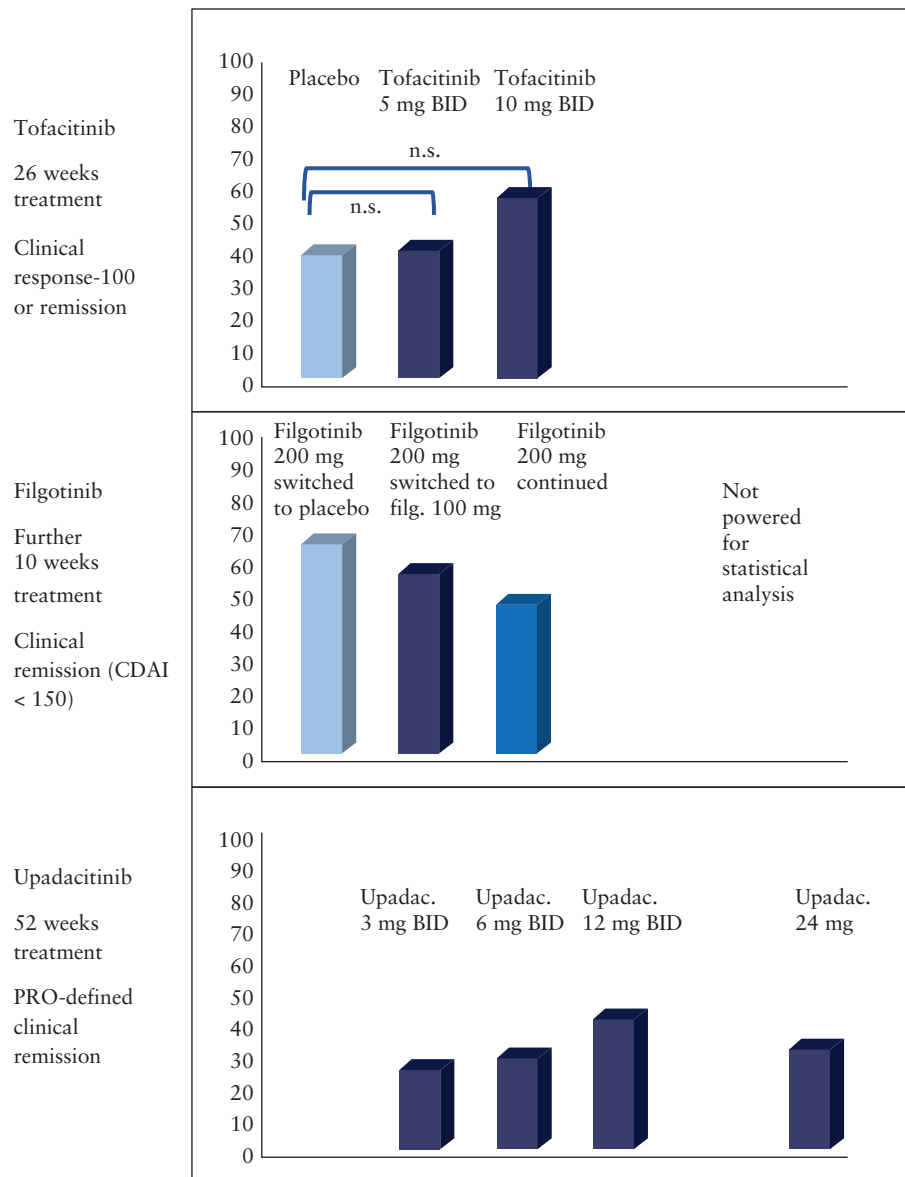 Tofacitinib
26 weeks
treatment
Clinical
response-100
or remission
100
90
80
70
60
50
40
30
20
10
0
Placebo
Tofacitinib
5 mg BID
Tofacitinib
10 mg BID
n.s.
n.s.
Filgotinib
Further
10 weeks
treatment
Clinical
remission (CDAI
< 150)
100
90
80
70
60
50
40
30
20
10
0
Filgotinib
200 mg
switched
to placebo
Filgotinib
200 mg
switched to
filg. 100 mg
Filgotinib
200 mg
continued
Not
powered
for
statistical
analysis
Upadacitinib
52 weeks
treatment
PRO-defined
clinical
remission
100
90
80
70
60
50
40
30
20
10
0
Upadac.
3 mg BID
Upadac.
6 mg BID
Upadac.
12 mg BID
Upadac.
24 mg